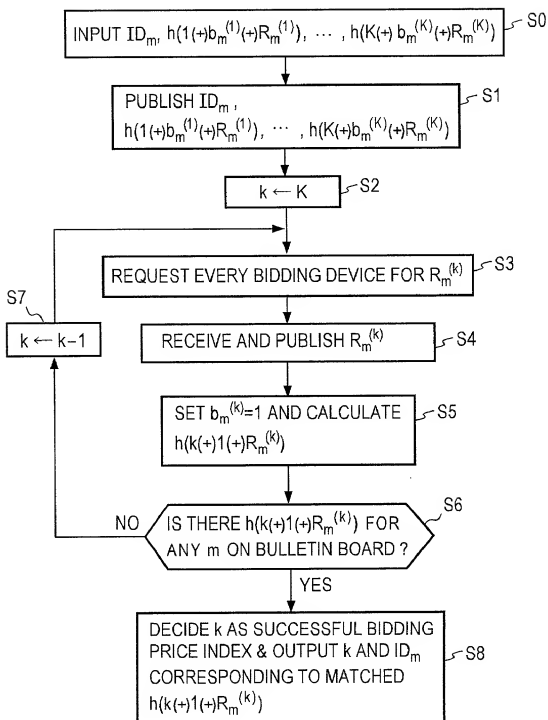 INPUT IDm, h(1(+)bm(1)(+)Rm(1)), ··· , h(K(+) bm(K)(+)Rm(K))
S0
PUBLISH IDm,
h(1(+)bm(1)(+)Rm(1)), ··· , h(K(+)bm(K)(+)Rm(K))
S1
k ← K
S2
REQUEST EVERY BIDDING DEVICE FOR Rm(k)
S3
S7
k ← k−1
RECEIVE AND PUBLISH Rm(k)
S4
SET bm(k)=1 AND CALCULATE
h(k(+)1(+)Rm(k))
S5
NO
IS THERE h(k(+)1(+)Rm(k)) FOR
ANY m ON BULLETIN BOARD ?
S6
YES
DECIDE k AS SUCCESSFUL BIDDING
PRICE INDEX & OUTPUT k AND IDm
CORRESPONDING TO MATCHED
h(k(+)1(+)Rm(k))
S8